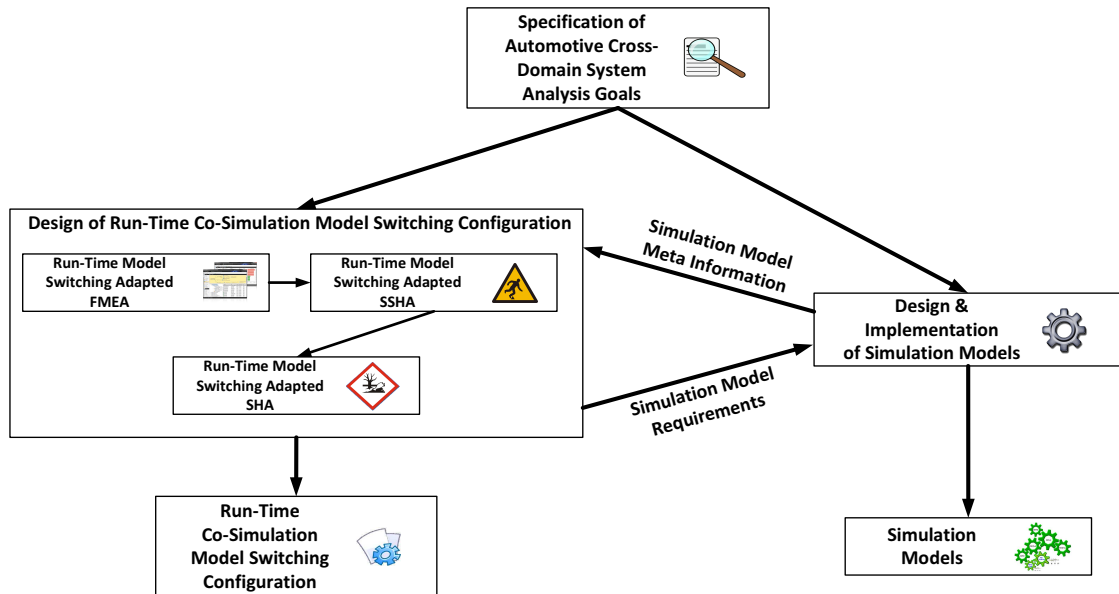 Specification of
Automotive Cross-
Domain System
Analysis Goals
Design of Run-Time Co-Simulation Model Switching Configuration
Run-Time Model
Switching Adapted
FMEA
Run-Time Model
Switching Adapted
SSHA
Run-Time Model
Switching Adapted
SHA
Simulation Model
Meta Information
Simulation Model
Requirements
Design &
Implementation
of Simulation Models
Run-Time
Co-Simulation
Model Switching
Configuration
Simulation
Models